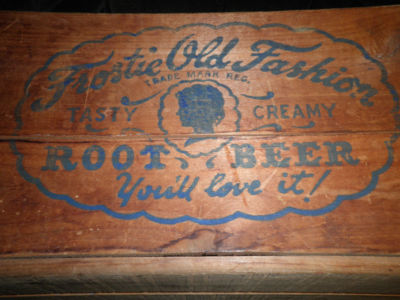 Frostie Old Fashion
TRADE MARK REG.
TASTY CREAMY
ROOT BEER
You'll love it!